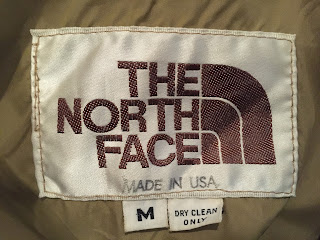 THE
NORTH
FACE
MADE IN USA
M
DRY CLEAN
ONLY